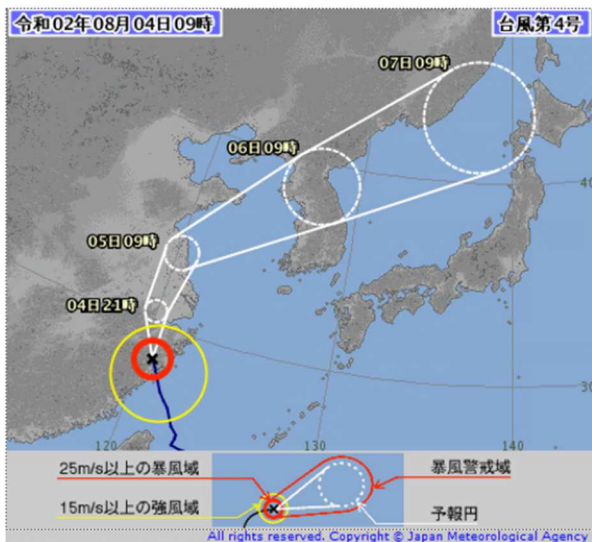 令和02年08月04日09時
台風第4号
07日09時
06日09時
05日09時
04日21時
40
30
120
130
140
25m/s以上の暴風域
暴風警戒域
15m/s以上の強風域
予報円
All rights reserved. Copyright © Japan Meteorological Agency